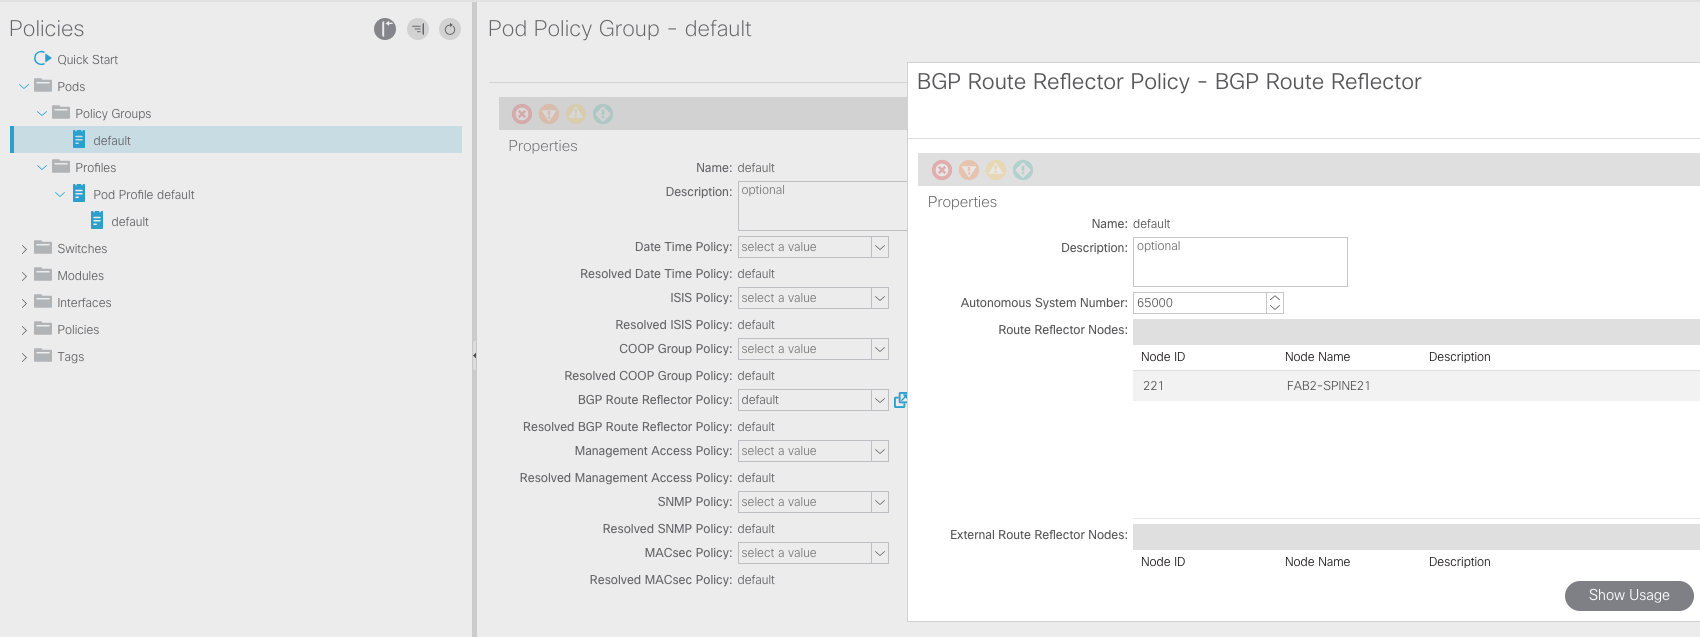 Policies
Quick Start
Pods
Policy Groups
default
Profiles
Pod Profile default
default
Switches
Modules
Interfaces
Policies
Tags
Pod Policy Group - default
Properties
Name: default
Description: optional
Date Time Policy: select a value
Resolved Date Time Policy: default
ISIS Policy: select a value
Resolved ISIS Policy: default
COOP Group Policy: select a value
Resolved COOP Group Policy: default
BGP Route Reflector Policy: default
Resolved BGP Route Reflector Policy: default
Management Access Policy: select a value
Resolved Management Access Policy: default
SNMP Policy: select a value
Resolved SNMP Policy: default
MACsec Policy: select a value
Resolved MACsec Policy: default
BGP Route Reflector Policy - BGP Route Reflector
Properties
Name: default
Description: optional
Autonomous System Number: 65000
Route Reflector Nodes:
Node ID Node Name Description
221 FAB2-SPINE21
External Route Reflector Nodes:
Node ID Node Name Description
Show Usage